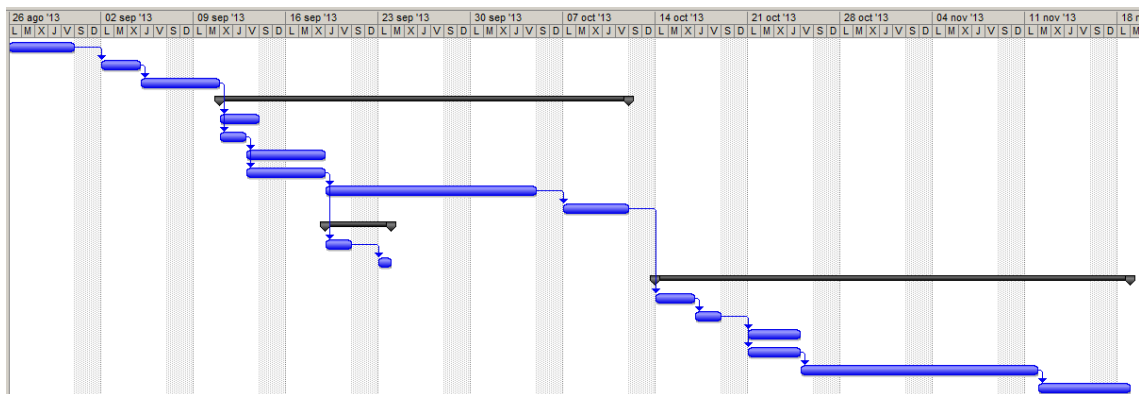 26 ago '13 02 sep '13 09 sep '13 16 sep '13 23 sep '13 30 sep '13 07 oct '13 14 oct '13 21 oct '13 28 oct '13 04 nov '13 11 nov '13 18
L M X J V S D L M X J V S D L M X J V S D L M X J V S D L M X J V S D L M X J V S D L M X J V S D L M X J V S D L M X J V S D L M X J V S D L M X J V S D L M X J V S D L M